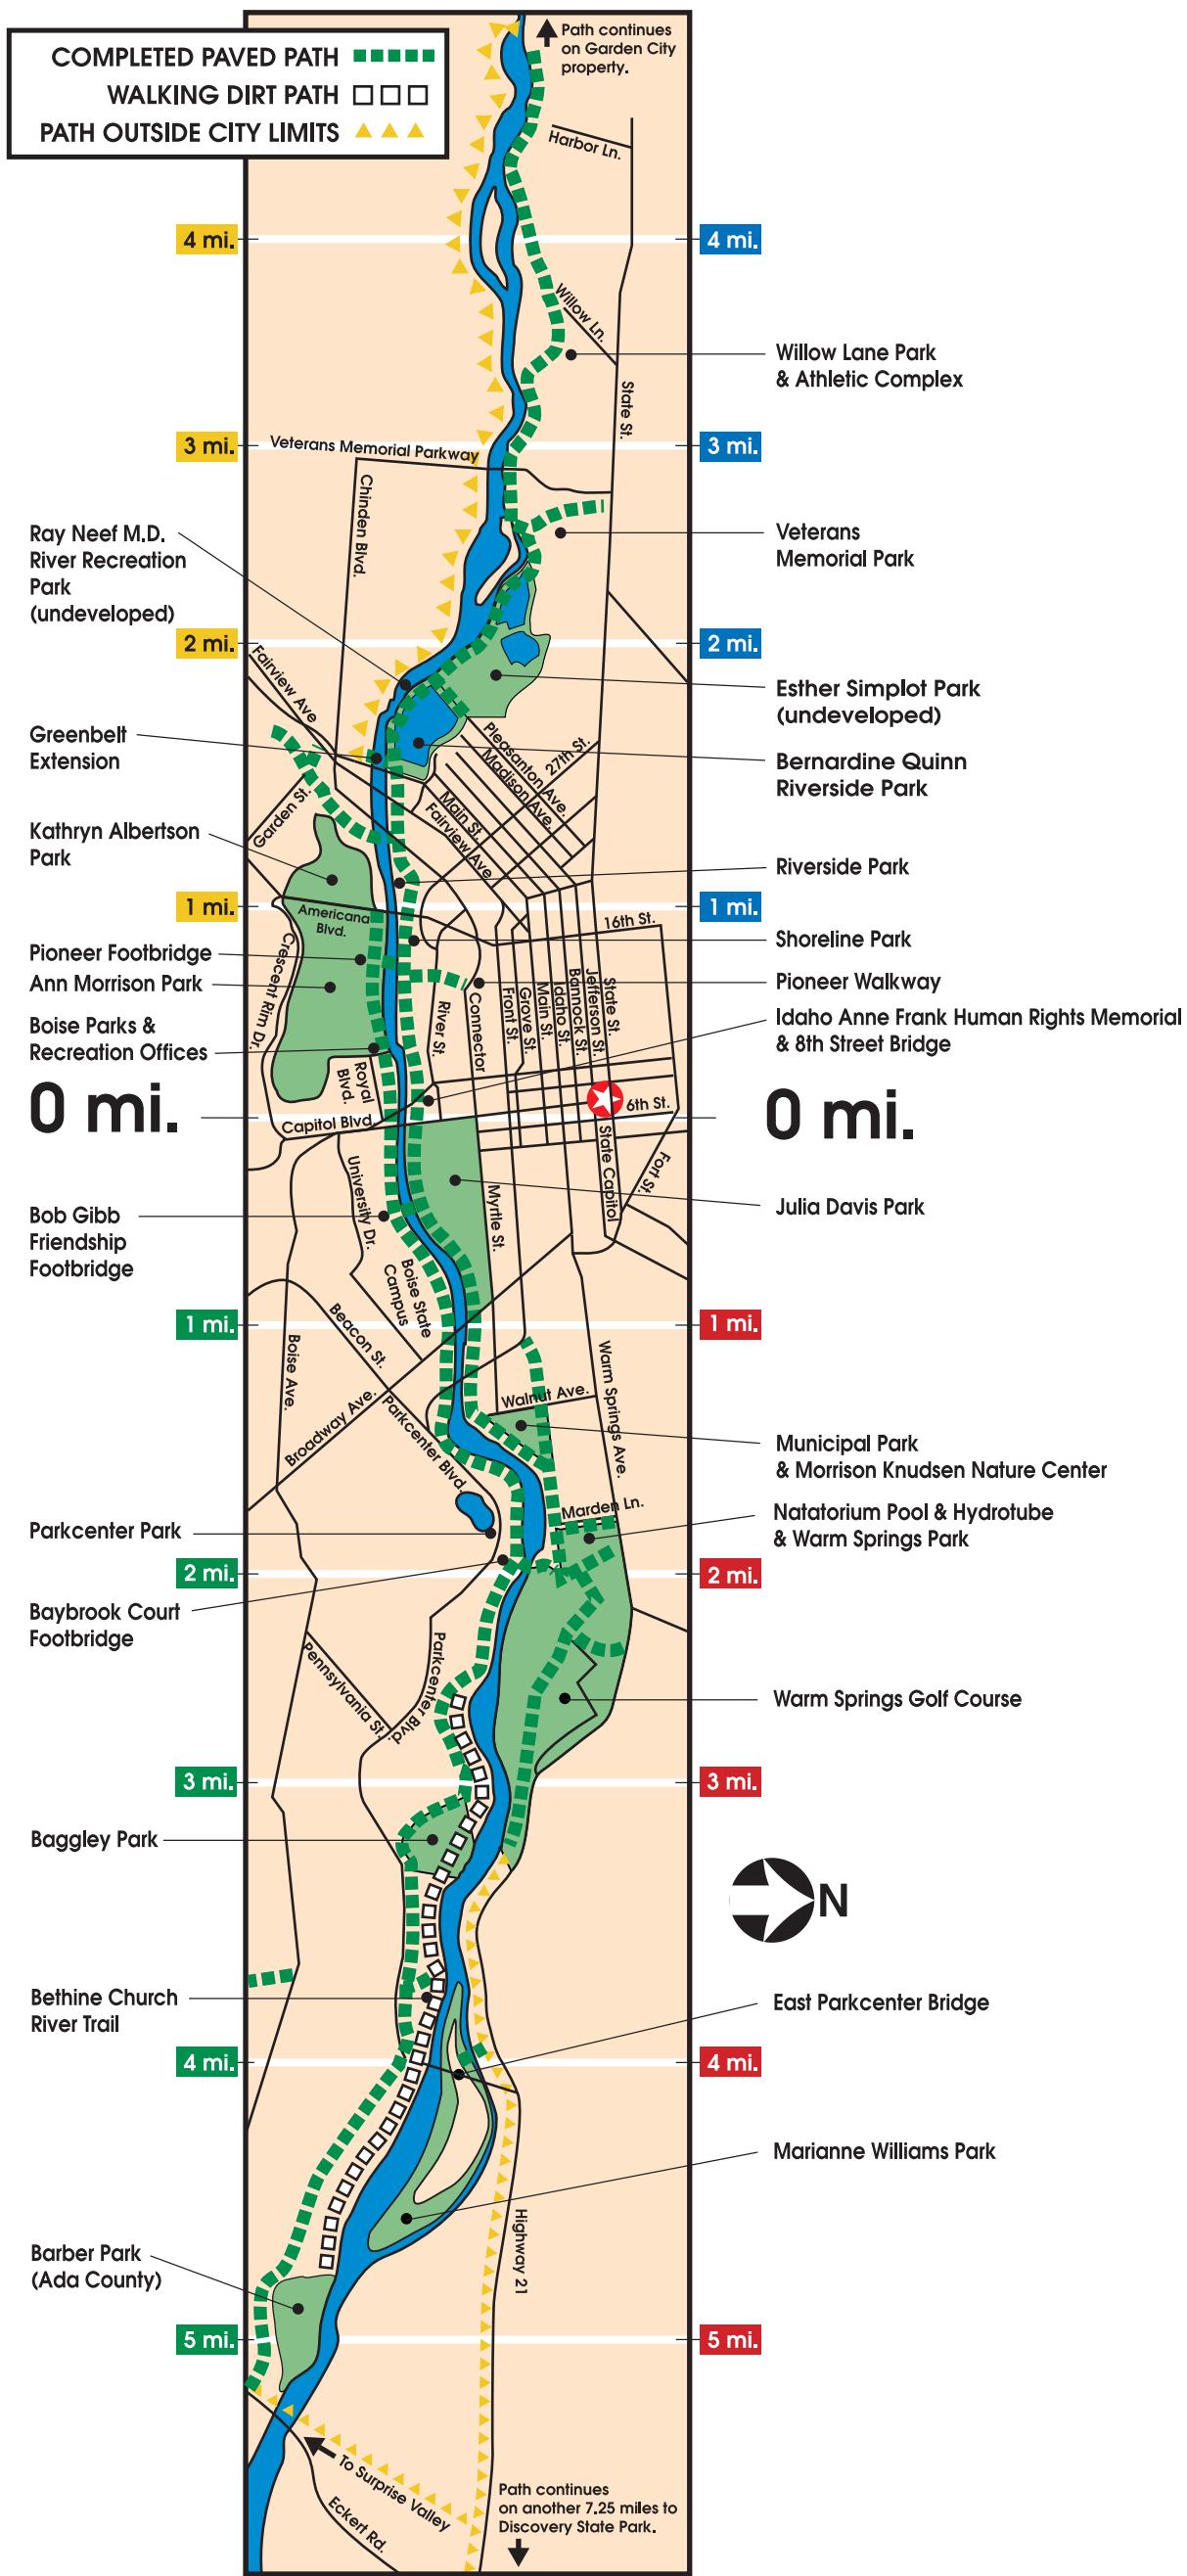 COMPLETED PAVED PATH
WALKING DIRT PATH
PATH OUTSIDE CITY LIMITS
Path continues
on Garden City
property.
Harbor Ln.
4 mi.
4 mi.
Willow Ln.
Willow Lane Park
& Athletic Complex
State St.
3 mi.
Veterans Memorial Parkway
3 mi.
Chinden Blvd.
Ray Neef M.D.
River Recreation
Park
(undeveloped)
Veterans
Memorial Park
2 mi.
2 mi.
Fairview Ave
Esther Simplot Park
(undeveloped)
Greenbelt
Extension
Pleasanton Ave.
Madison Ave.
27th St.
Bernardine Quinn
Riverside Park
Garden St.
Main St.
Fairview Ave
Kathryn Albertson
Park
Riverside Park
1 mi.
1 mi.
Americana
Blvd.
16th St.
Crescent Rim Dr.
Shoreline Park
Pioneer Footbridge
Pioneer Walkway
Ann Morrison Park
River St.
Connector
Front St.
Grove St.
Main St.
Idaho St.
Bannock St.
Jefferson St.
State St.
Idaho Anne Frank Human Rights Memorial
& 8th Street Bridge
Boise Parks &
Recreation Offices
Royal
Blvd.
0 mi.
0 mi.
6th St.
Capitol Blvd.
State Capitol
Fort St.
University Dr.
Myrtle St.
Julia Davis Park
Bob Gibb
Friendship
Footbridge
Boise State
Campus
1 mi.
1 mi.
Beacon St.
Boise Ave.
Broadway Ave.
Warm Springs Ave.
Walnut Ave.
Parkcenter Blvd.
Municipal Park
& Morrison Knudsen Nature Center
Marden Ln.
Natatorium Pool & Hydrotube
& Warm Springs Park
Parkcenter Park
2 mi.
2 mi.
Baybrook Court
Footbridge
Pennsylvania St.
Parkcenter Blvd.
Warm Springs Golf Course
3 mi.
3 mi.
Baggley Park
N
Bethine Church
River Trail
East Parkcenter Bridge
4 mi.
4 mi.
Marianne Williams Park
Highway 21
Barber Park
(Ada County)
5 mi.
5 mi.
To Surprise Valley
Eckert Rd.
Path continues
on another 7.25 miles to
Discovery State Park.